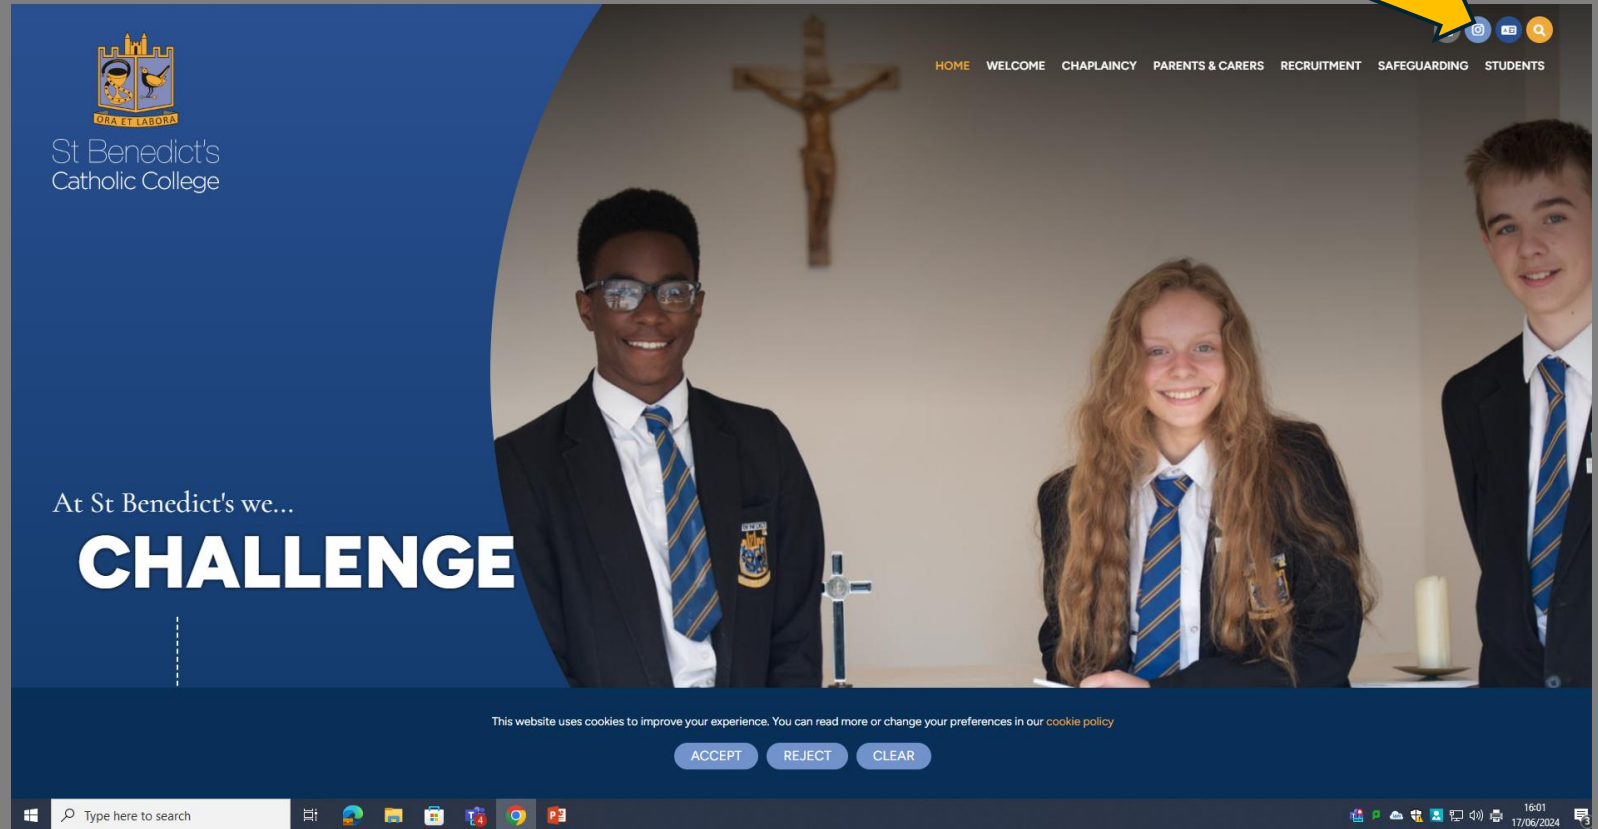 ORA ET LABORA
St Benedict's
Catholic College
HOME WELCOME CHAPLAINCY PARENTS & CARERS RECRUITMENT SAFEGUARDING STUDENTS
At St Benedict's we...
CHALLENGE
This website uses cookies to improve your experience. You can read more or change your preferences in our cookie policy
ACCEPT REJECT CLEAR
Type here to search
4
16:01
17/06/2024
3